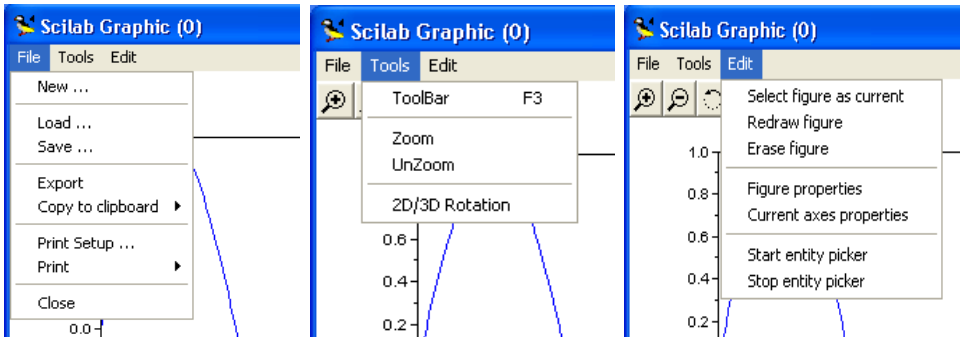 Scilab Graphic (0)
File Tools Edit
New ...
Load ...
Save ...
Export
Copy to clipboard
Print Setup ...
Print
Close
0.0
Scilab Graphic (0)
File Tools Edit
ToolBar F3
Zoom
UnZoom
2D/3D Rotation
0.6
0.4
0.2
Scilab Graphic (0)
File Tools Edit
Select figure as current
Redraw figure
Erase figure
Figure properties
Current axes properties
Start entity picker
Stop entity picker
1.0
0.8
0.6
0.4
0.2